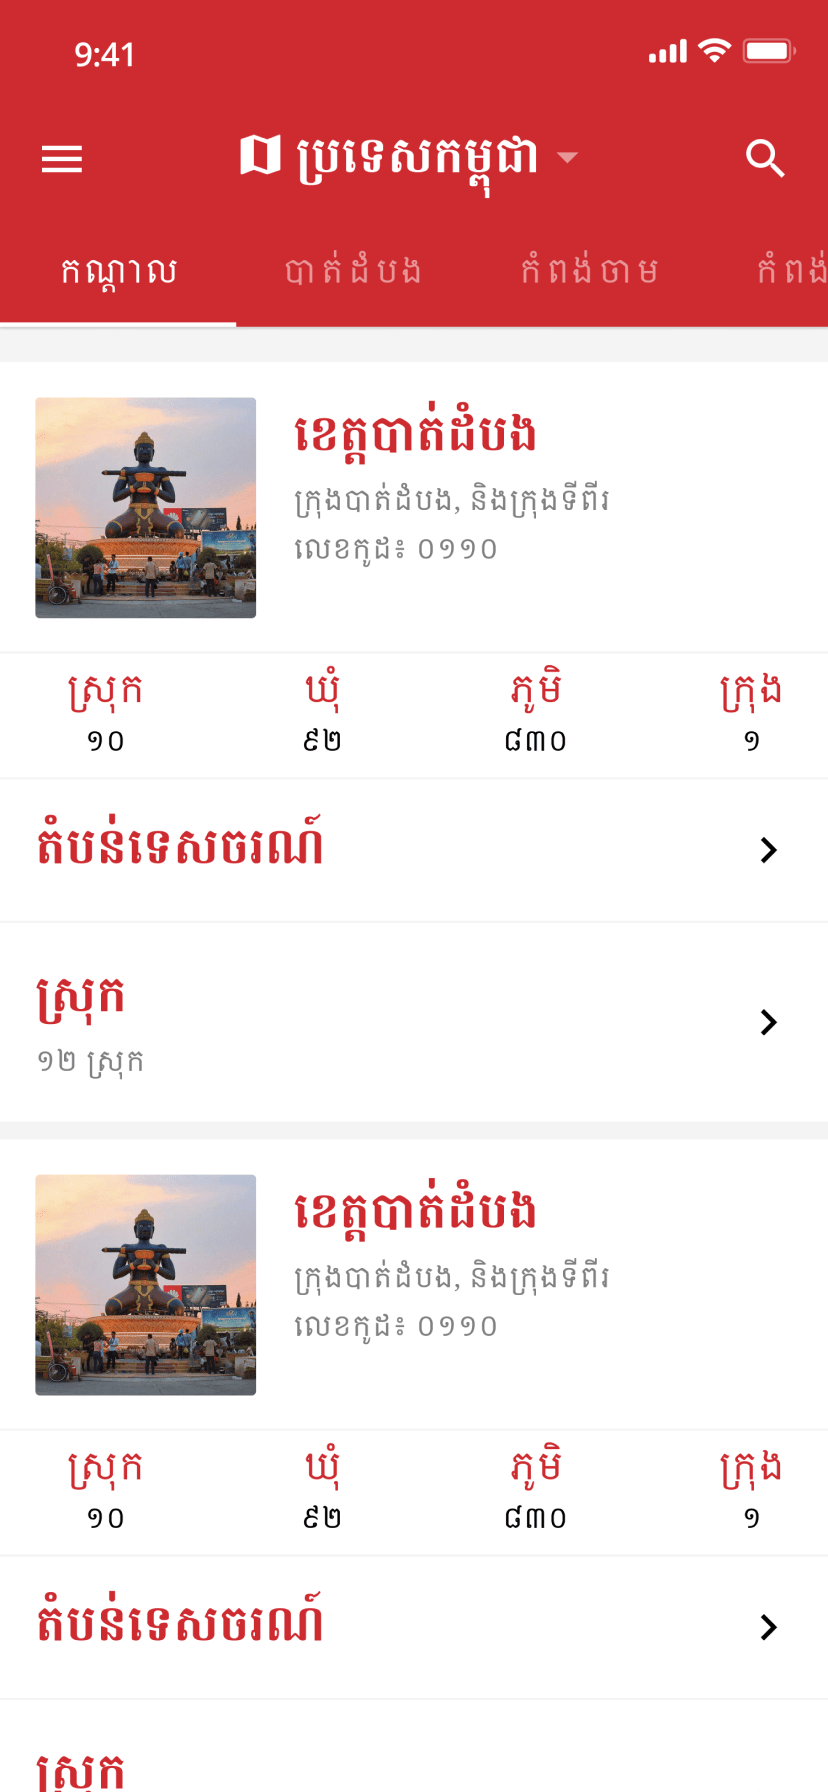 9:41
ប្រទេសកម្ពុជា
កណ្តាល បាត់ដំបង កំពង់ចាម កំពង់
ខេត្តបាត់ដំបង
ក្រុងបាត់ដំបង, និងក្រុងទីពីរ
លេខកូដ៖ ០១១០
ស្រុក ឃុំ ភូមិ ក្រុង
១០ ៩២ ៨៣០ ១
តំបន់ទេសចរណ៍
ស្រុក
១២ ស្រុក
ខេត្តបាត់ដំបង
ក្រុងបាត់ដំបង, និងក្រុងទីពីរ
លេខកូដ៖ ០១១០
ស្រុក ឃុំ ភូមិ ក្រុង
១០ ៩២ ៨៣០ ១
តំបន់ទេសចរណ៍
ស្រុក